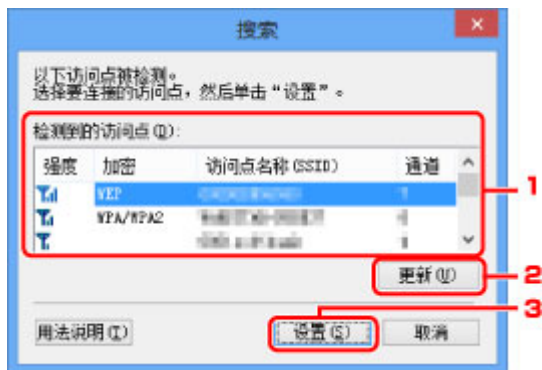 搜索
以下访问点被检测。
选择要连接的访问点，然后单击“设置”。
检测到的访问点(D):
强度 加密 访问点名称(SSID) 通道
WEP
WPA/WPA2
1
更新(U)
2
3
用法说明(I) 设置(S) 取消